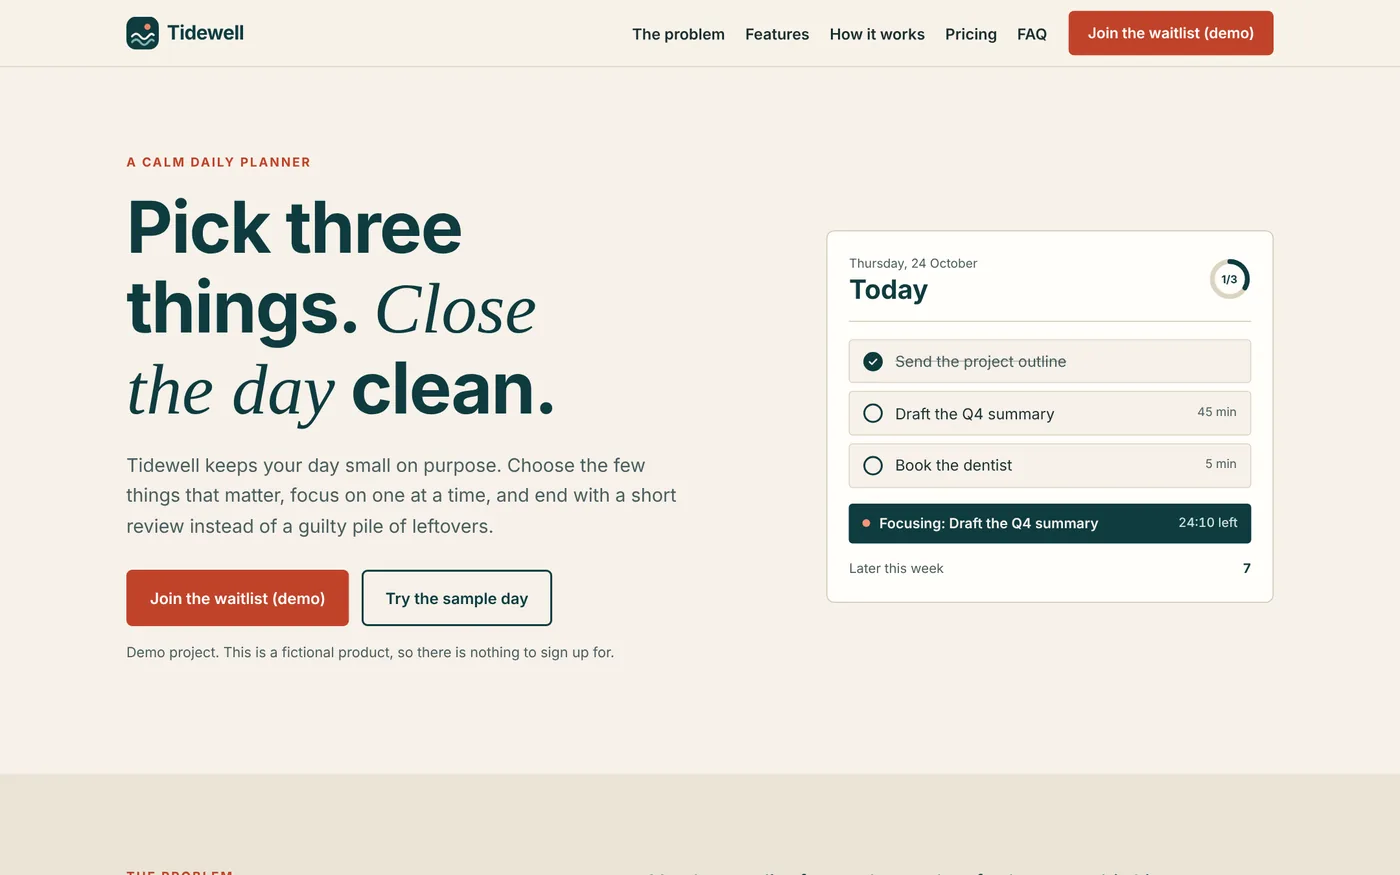 Tidewell
The problem
Features
How it works
Pricing
FAQ
Join the waitlist (demo)
A CALM DAILY PLANNER
Pick three
things. Close
the day clean.
Tidewell keeps your day small on purpose. Choose the few
things that matter, focus on one at a time, and end with a short
review instead of a guilty pile of leftovers.
Join the waitlist (demo)
Try the sample day
Demo project. This is a fictional product, so there is nothing to sign up for.
Thursday, 24 October
Today
1/3
Send the project outline
Draft the Q4 summary
45 min
Book the dentist
5 min
Focusing: Draft the Q4 summary
24:10 left
Later this week
7
THE PROBLEM